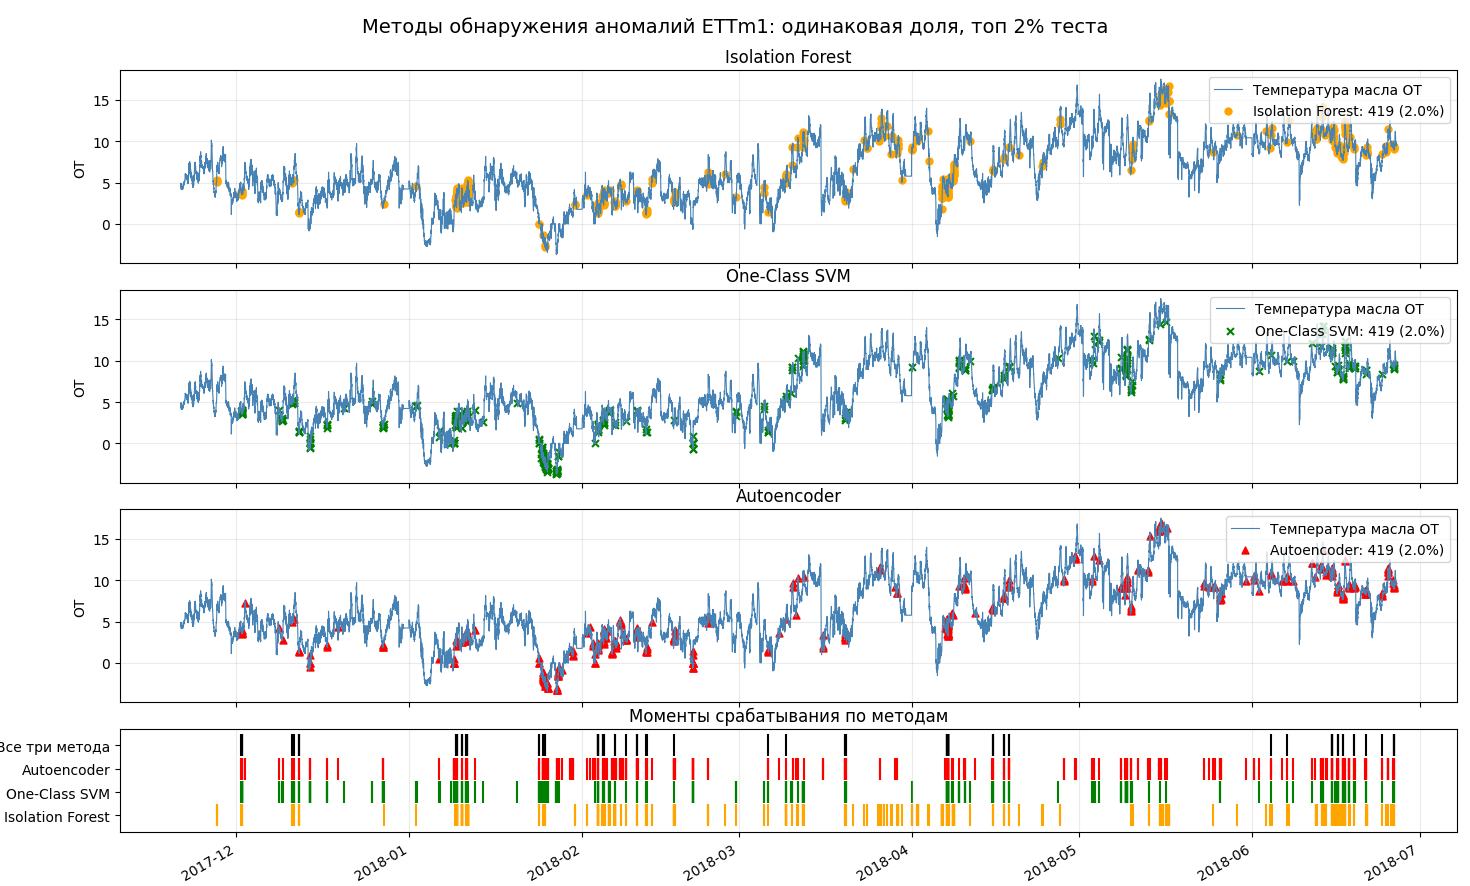 Методы обнаружения аномалий ETTm1: одинаковая доля, топ 2% теста
Isolation Forest
15
10
5
0
OT
Температура масла OT
Isolation Forest: 419 (2.0%)
One-Class SVM
15
10
5
0
OT
Температура масла OT
One-Class SVM: 419 (2.0%)
Autoencoder
15
10
5
0
OT
Температура масла OT
Autoencoder: 419 (2.0%)
Моменты срабатывания по методам
Все три метода
Autoencoder
One-Class SVM
Isolation Forest
2017-12
2018-01
2018-02
2018-03
2018-04
2018-05
2018-06
2018-07